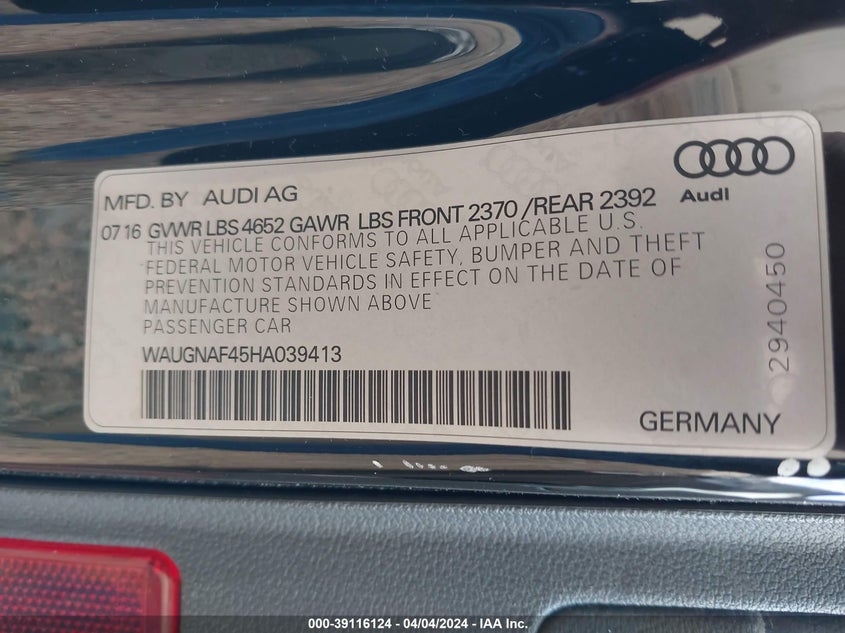 MFD. BY AUDI AG
Audi
07 16 GVWR LBS 4652 GAWR LBS FRONT 2370 / REAR 2392
THIS VEHICLE CONFORMS TO ALL APPLICABLE U.S.
FEDERAL MOTOR VEHICLE SAFETY, BUMPER AND THEFT
PREVENTION STANDARDS IN EFFECT ON THE DATE OF
MANUFACTURE SHOWN ABOVE
PASSENGER CAR
WAUGNAF45HA039413
2940450
GERMANY
000-39116124 - 04/04/2024 - IAA Inc.